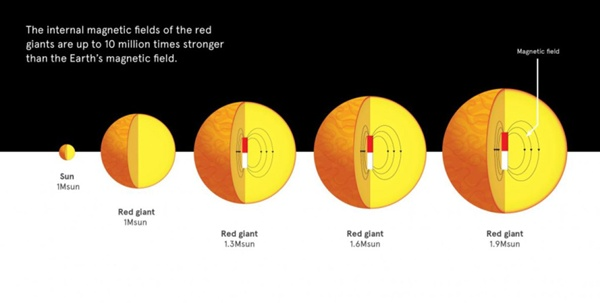 The internal magnetic fields of the red
giants are up to 10 million times stronger
than the Earth's magnetic field.
Magnetic field
Sun
1Msun
Red giant
1Msun
Red giant
1.3Msun
Red giant
1.6Msun
Red giant
1.9Msun